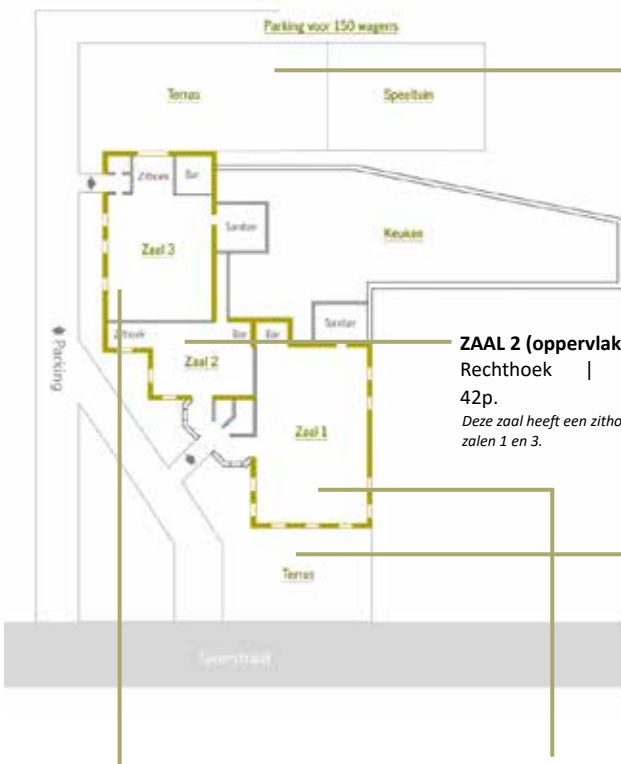 Parking voor 150 wagens
Terras
Speeltuin
Zithoek
Bar
Zaal 3
Sanitair
Keuken
Zithoek
Bar
Bar
Sanitair
Zaal 2
Zaal 1
Parking
ZAAL 2 (oppervlak
Rechthoek |
42p.
Deze zaal heeft een zitho
zalen 1 en 3.
Terras